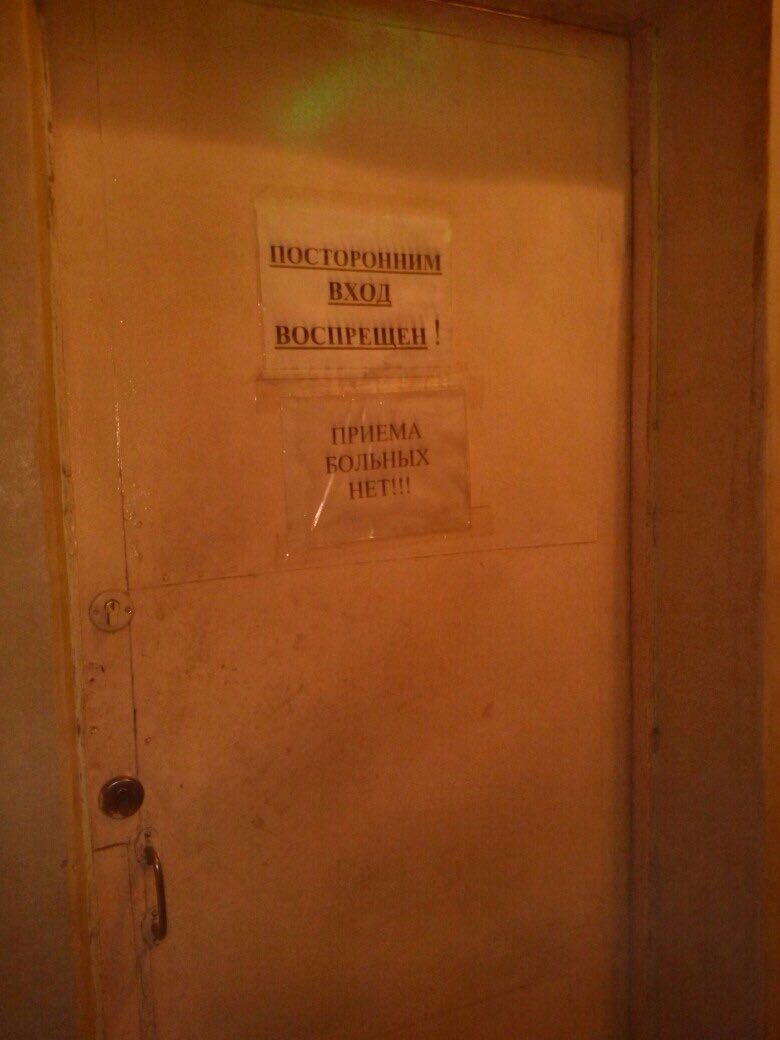 ПОСТОРОННИМ
ВХОД
ВОСПРЕЩЕН !
ПРИЕМА
БОЛЬНЫХ
НЕТ!!!